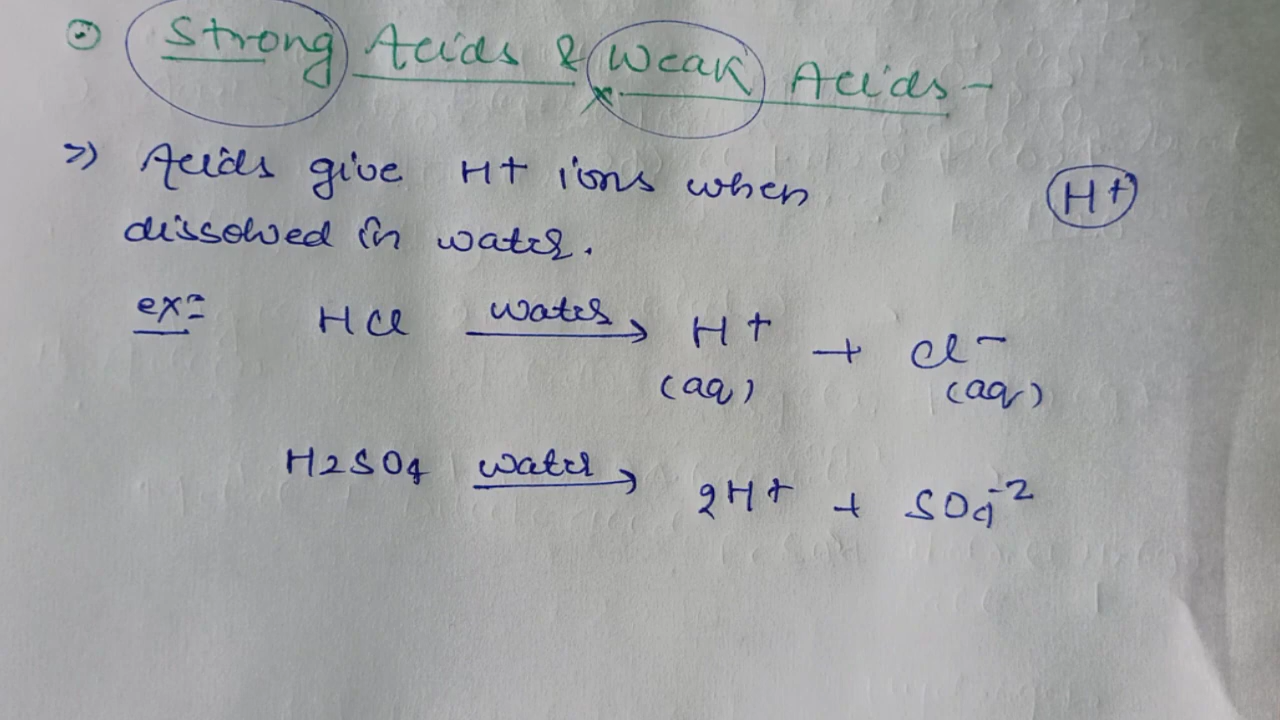 Strong Acids & Weak Acids -
=> Acids give H+ ions when
H+
dissolved in water.
ex= HCl water→ H+ (aq) + Cl- (aq)
H2SO4 water→ 2H+ + SO4-2